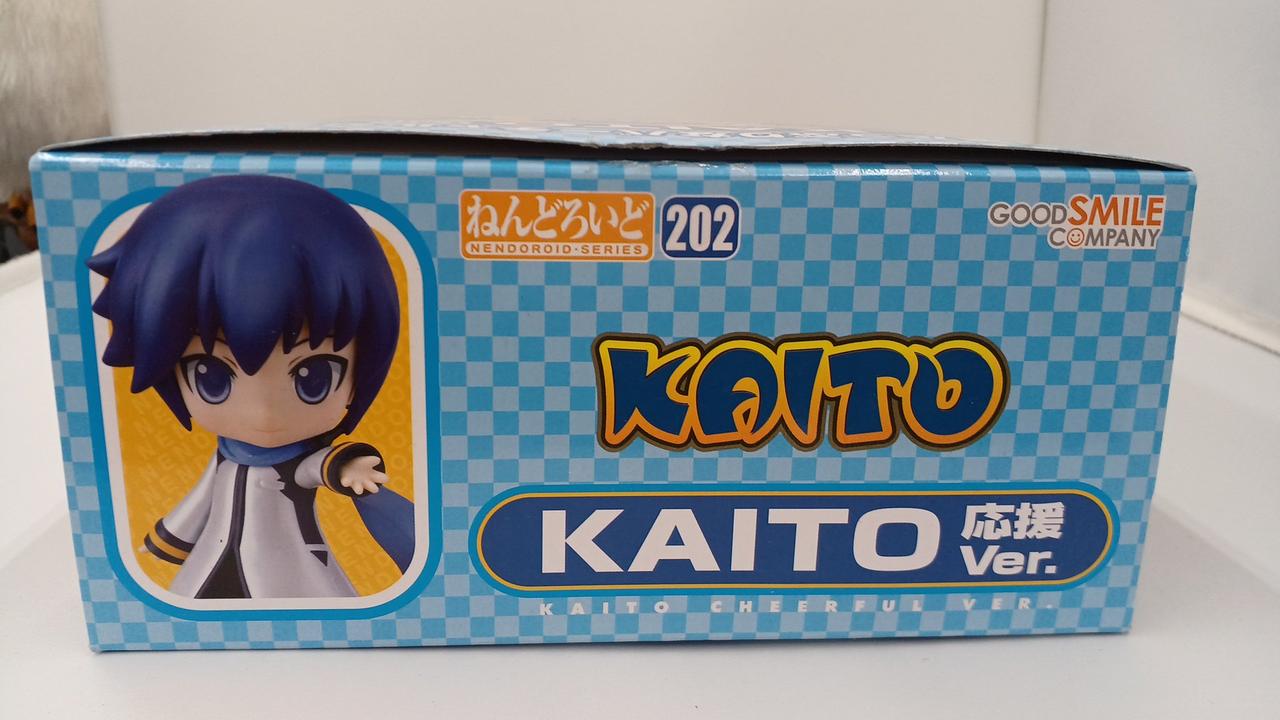 ねんどろいど
NENDOROID・SERIES
202
GOOD SMILE
COMPANY
KAITO
KAITO 応援
Ver.
KAITO CHEERFUL VER.